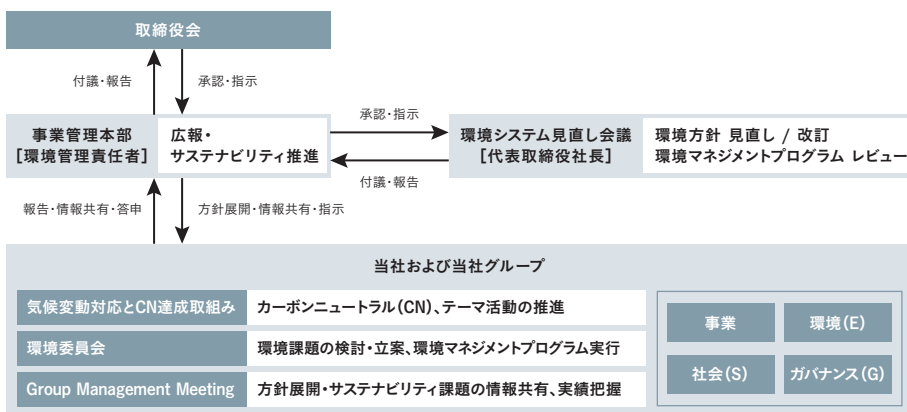 取締役会
付議・報告
承認・指示
事業管理本部
[環境管理責任者]
広報・
サステナビリティ推進
承認・指示
付議・報告
環境システム見直し会議
[代表取締役社長]
環境方針 見直し / 改訂
環境マネジメントプログラム レビュー
報告・情報共有・答申
方針展開・情報共有・指示
当社および当社グループ
気候変動対応とCN達成取組み
カーボンニュートラル(CN)、テーマ活動の推進
環境委員会
環境課題の検討・立案、環境マネジメントプログラム実行
Group Management Meeting
方針展開・サステナビリティ課題の情報共有、実績把握
事業
環境(E)
社会(S)
ガバナンス(G)